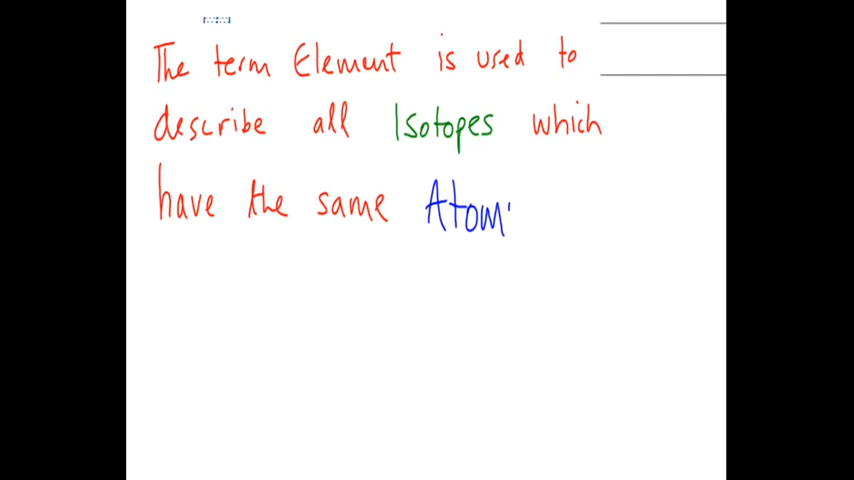 The term Element is used to
describe all Isotopes which
have the same Atom